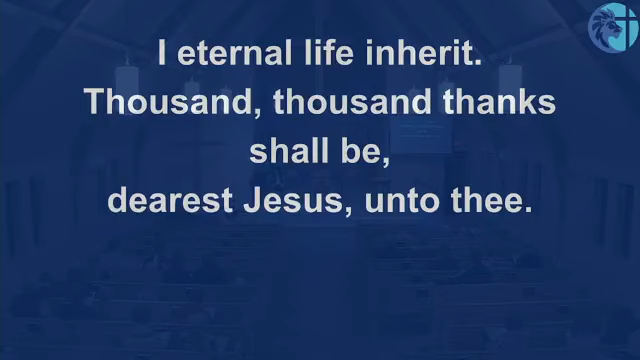 I eternal life inherit.
Thousand, thousand thanks
shall be,
dearest Jesus, unto thee.